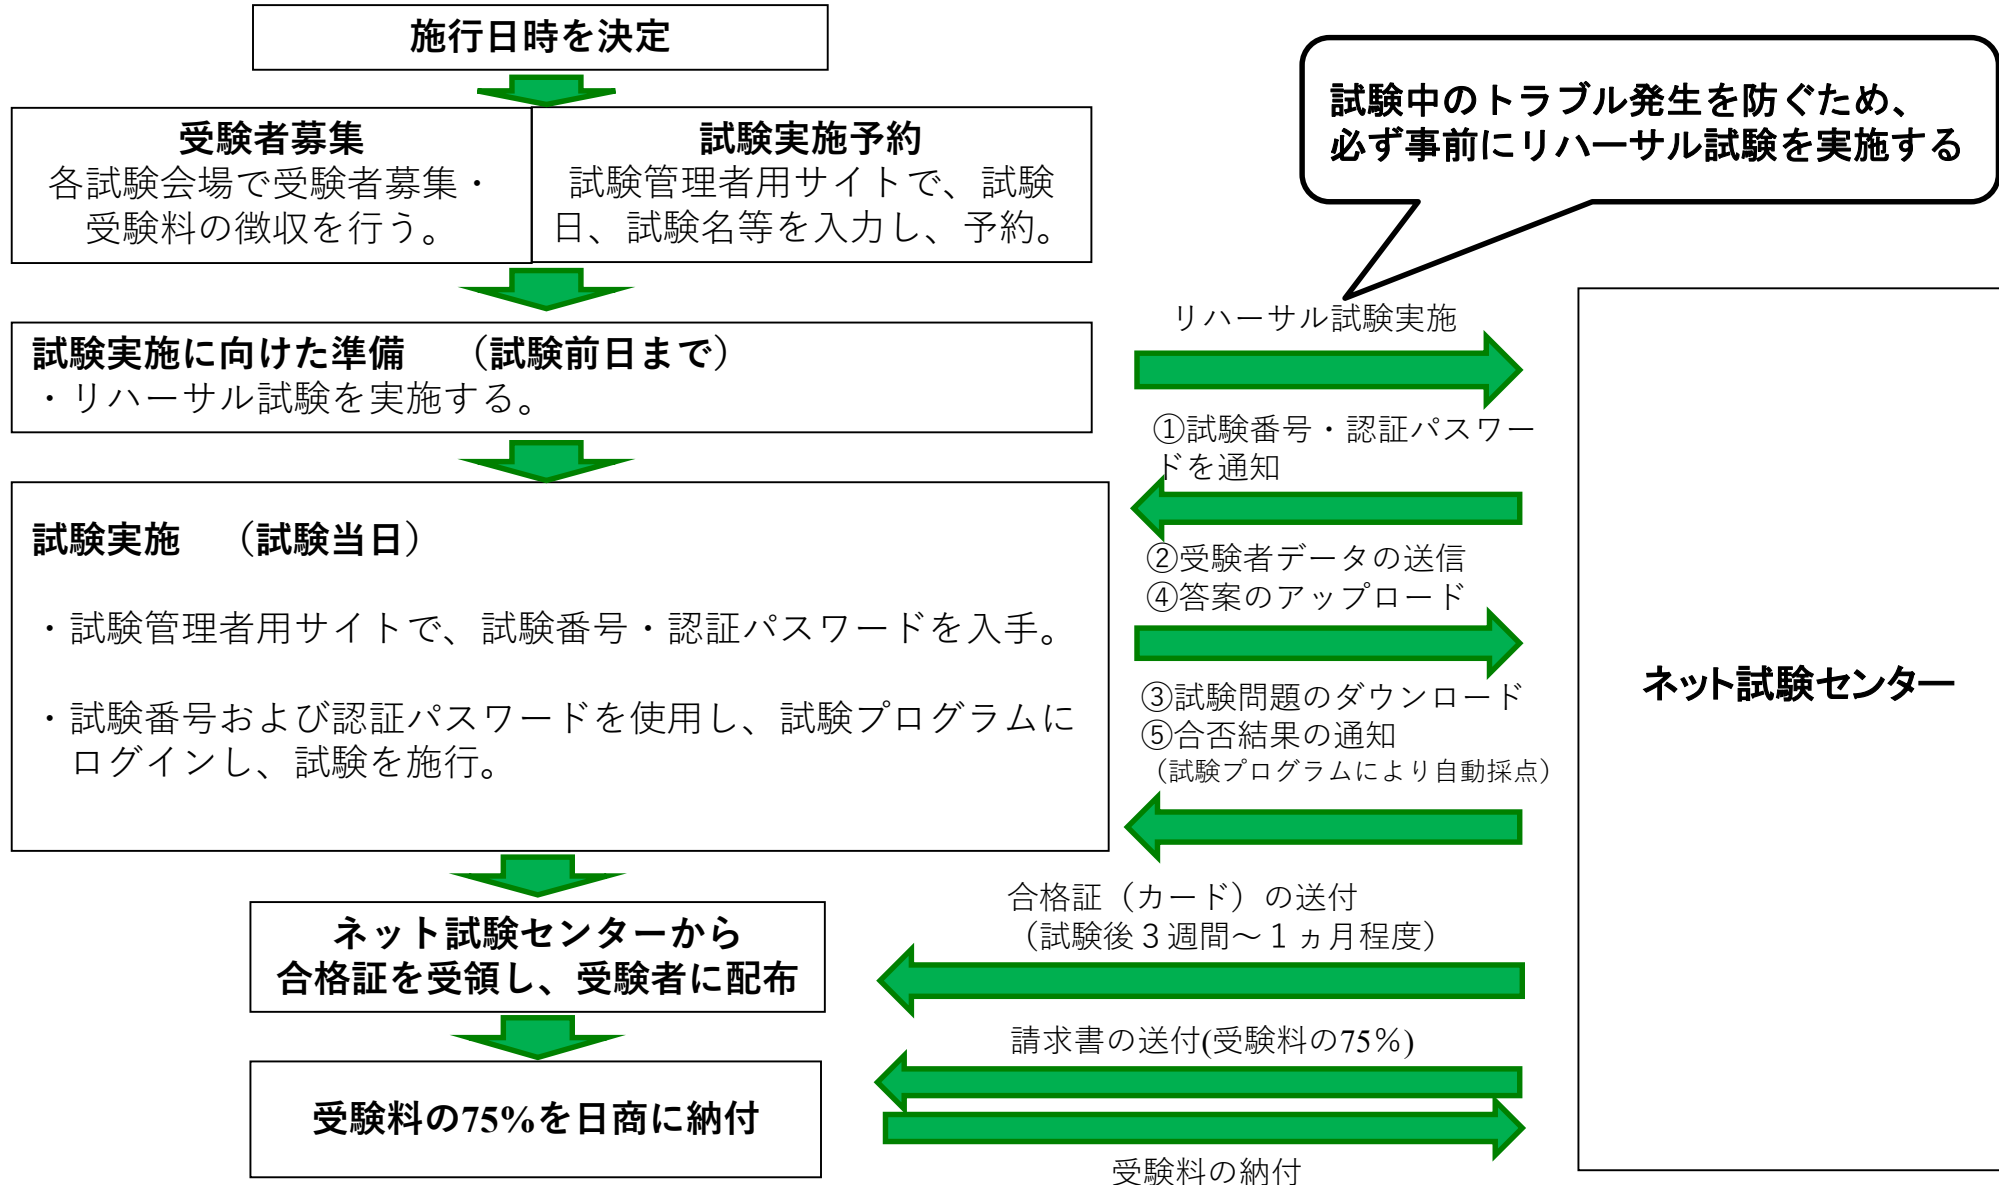 施行日時を決定
受験者募集
各試験会場で受験者募集・
受験料の徴収を行う。
試験実施予約
試験管理者用サイトで、試験
日、試験名等を入力し、予約。
試験中のトラブル発生を防ぐため、
必ず事前にリハーサル試験を実施する
試験実施に向けた準備　（試験前日まで）
・リハーサル試験を実施する。
リハーサル試験実施
①試験番号・認証パスワー
ドを通知
試験実施　（試験当日）
・試験管理者用サイトで、試験番号・認証パスワードを入手。
・試験番号および認証パスワードを使用し、試験プログラムに
ログインし、試験を施行。
②受験者データの送信
④答案のアップロード
③試験問題のダウンロード
⑤合否結果の通知
（試験プログラムにより自動採点）
ネット試験センター
ネット試験センターから
合格証を受領し、受験者に配布
合格証（カード）の送付
（試験後３週間～１ヵ月程度）
請求書の送付(受験料の75％)
受験料の75%を日商に納付
受験料の納付